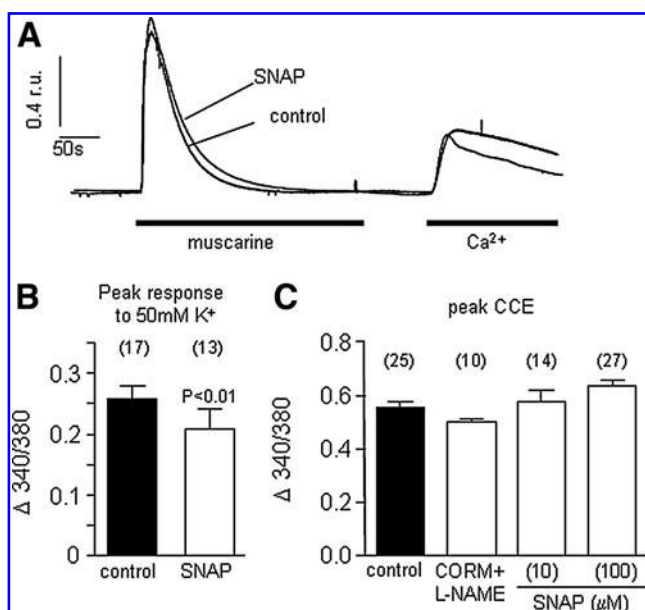 A
0.4 r.u.
50s
SNAP
control
muscarine
Ca²⁺
B
Peak response
to 50mM K⁺
(17)
(13)
P<0.01
Δ 340/380
0.3
0.2
0.1
0
control
SNAP
C
peak CCE
(25)
(10)
(14)
(27)
Δ 340/380
0.8
0.6
0.4
0.2
0.0
control
CORM+
L-NAME
(10)
(100)
SNAP (μM)